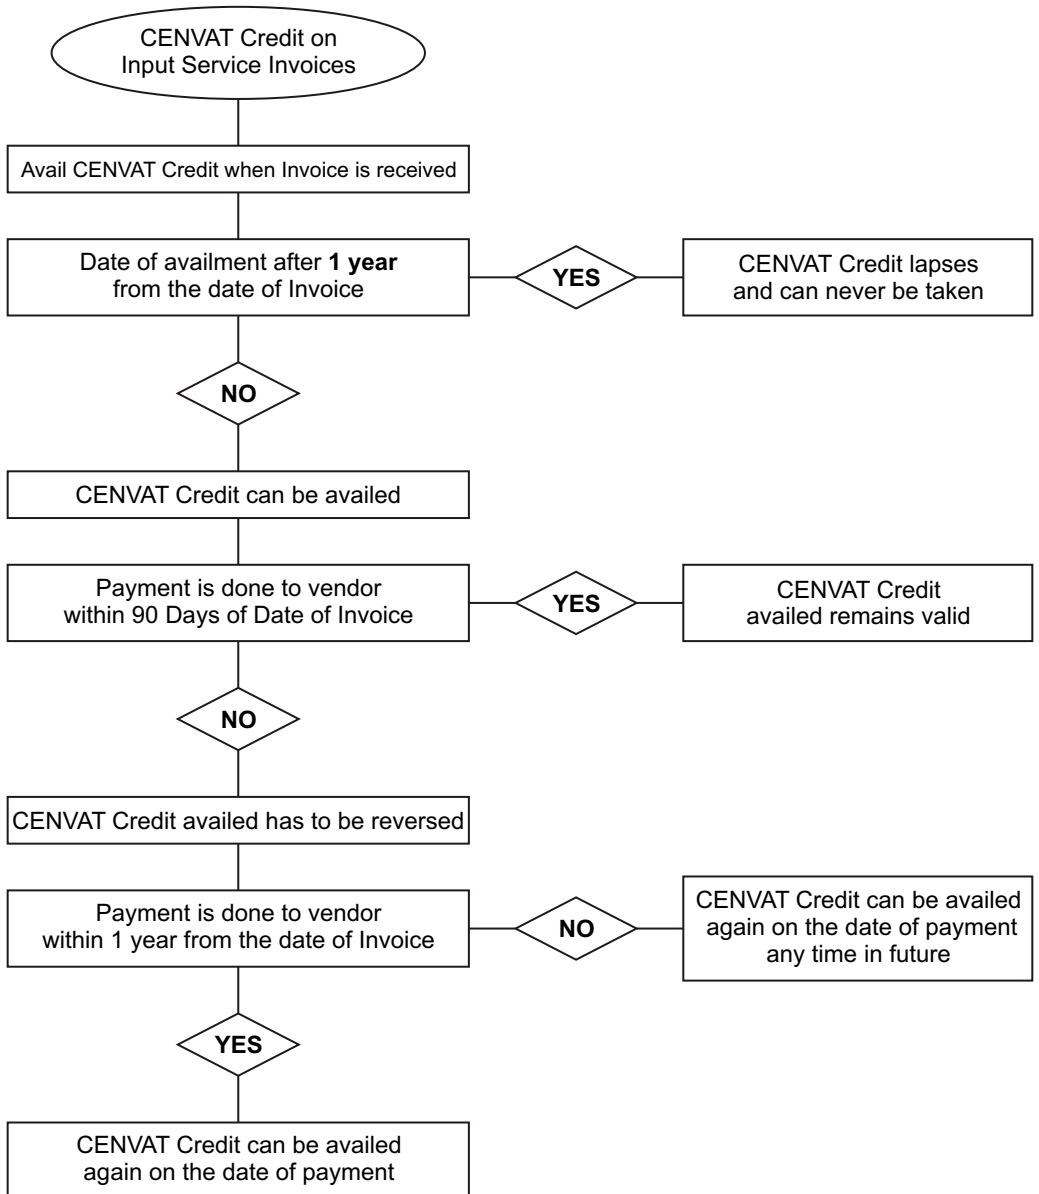 CENVAT Credit on
Input Service Invoices
Avail CENVAT Credit when Invoice is received
Date of availment after 1 year
from the date of Invoice
YES
CENVAT Credit lapses
and can never be taken
NO
CENVAT Credit can be availed
Payment is done to vendor
within 90 Days of Date of Invoice
YES
CENVAT Credit
availed remains valid
NO
CENVAT Credit availed has to be reversed
Payment is done to vendor
within 1 year from the date of Invoice
NO
CENVAT Credit can be availed
again on the date of payment
any time in future
YES
CENVAT Credit can be availed
again on the date of payment